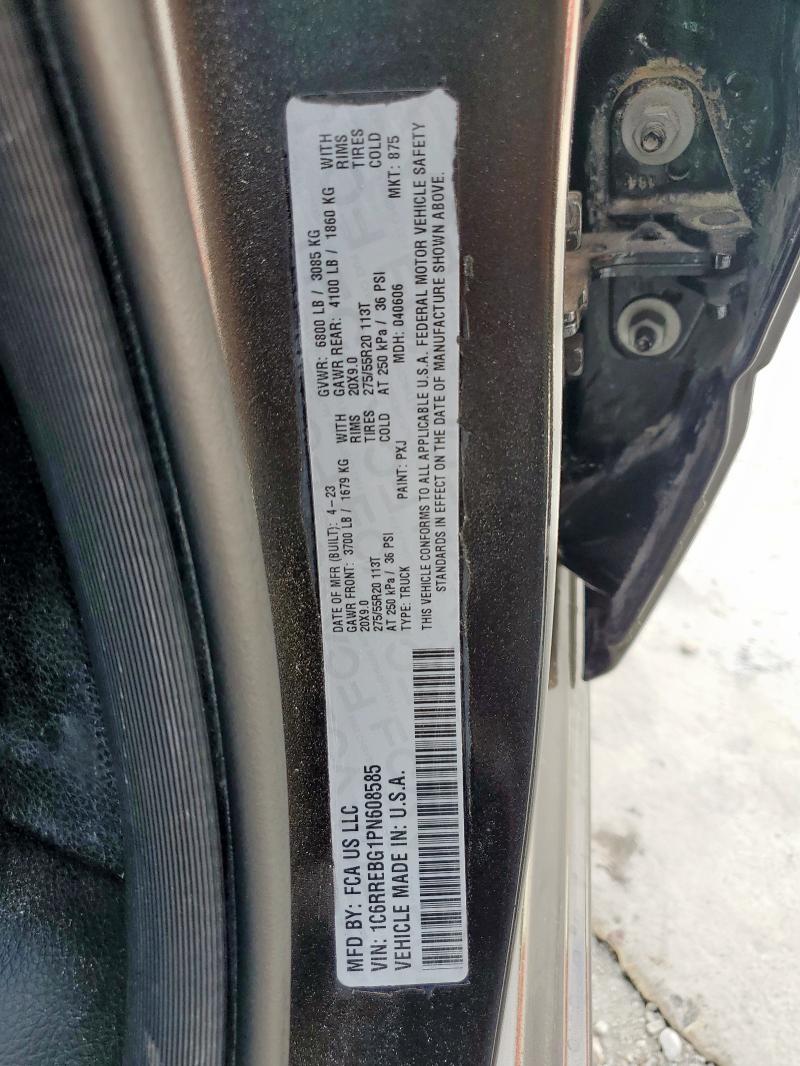 MFD BY: FCA US LLC
DATE OF MFR (BUILT): 4-23
GVWR: 6800 LB / 3085 KG
GAWR FRONT: 3700 LB / 1679 KG WITH
GAWR REAR: 4100 LB / 1860 KG WITH
20X9.0 RIMS
20X9.0 RIMS
275/55R20 113T TIRES
275/55R20 113T TIRES
AT 250 kPa / 36 PSI COLD
AT 250 kPa / 36 PSI COLD
VIN: 1C6RREBG1PN608585
TYPE: TRUCK PAINT: PXJ MDH: 040606 MKT: 875
VEHICLE MADE IN: U.S.A.
THIS VEHICLE CONFORMS TO ALL APPLICABLE U.S.A. FEDERAL MOTOR VEHICLE SAFETY
STANDARDS IN EFFECT ON THE DATE OF MANUFACTURE SHOWN ABOVE.